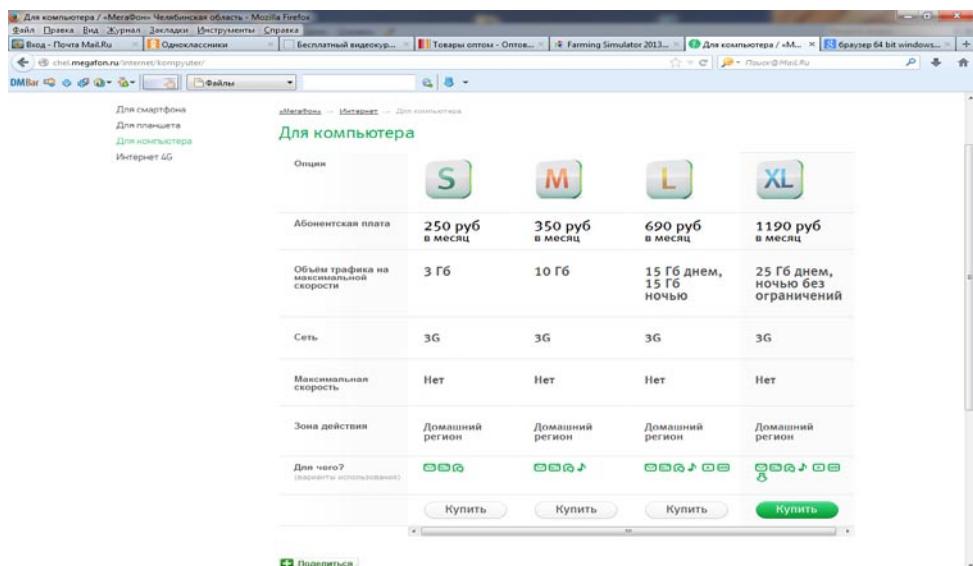 Для компьютера / «МегаФон» Челябинская область - Mozilla Firefox
Файл Правка Вид Журнал Закладки Инструменты Справка
Вход - Почта Mail.Ru Одноклассники Бесплатный видеокур... Товары оптом - Оптов... Farming Simulator 2013... Для компьютера / «М... браузер 64 bit windows...
chel.megafon.ru/internet/kompyuter/ Поиск@Mail.Ru
DMBar Файлы
Для смартфона
Для планшета
Для компьютера
Интернет 4G
«МегаФон» → Интернет → Для компьютера
Для компьютера
Опции S M L XL
Абонентская плата 250 руб 350 руб 690 руб 1190 руб
в месяц в месяц в месяц в месяц
Объём трафика на 3 Гб 10 Гб 15 Гб днем, 25 Гб днем,
максимальной 15 Гб ночью без
скорости ночью ограничений
Сеть 3G 3G 3G 3G
Максимальная Нет Нет Нет Нет
скорость
Зона действия Домашний Домашний Домашний Домашний
регион регион регион регион
Для чего?
(варианты использования)
Купить Купить Купить Купить
Поделиться